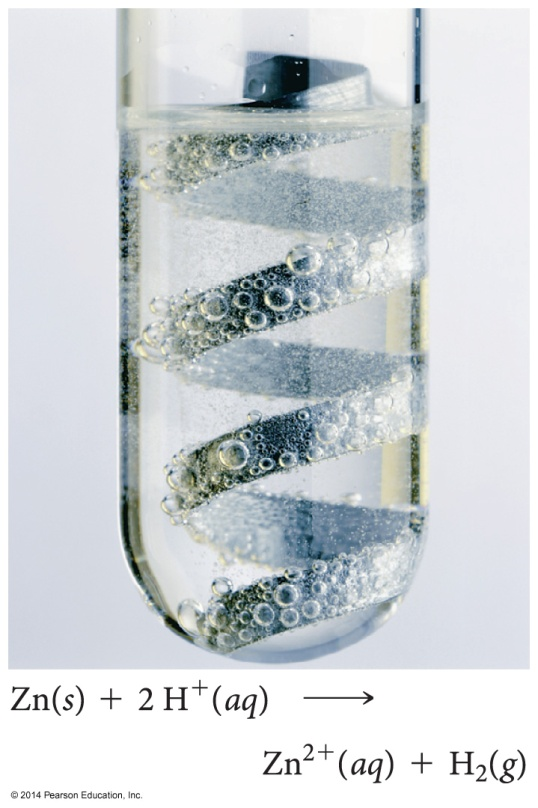 Zn(s) + 2 H⁺(aq) ⟶
Zn²⁺(aq) + H₂(g)
© 2014 Pearson Education, Inc.